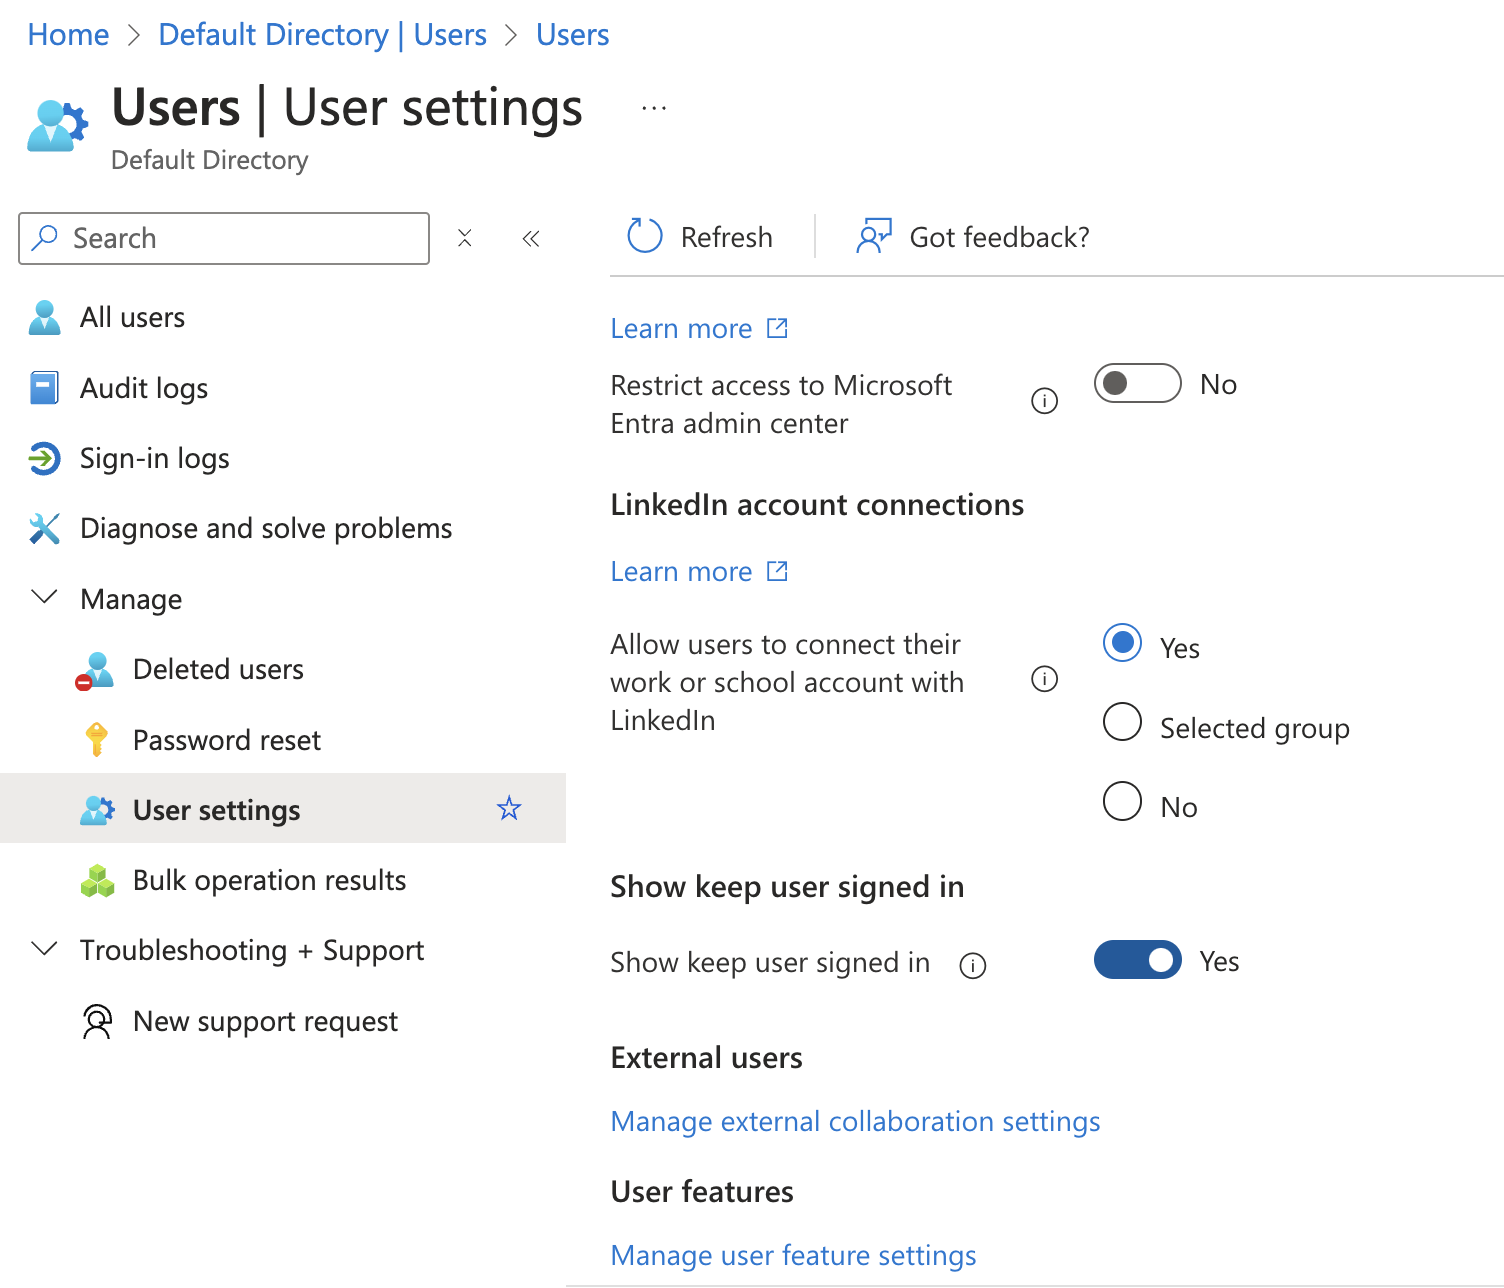 Home > Default Directory | Users > Users
Users | User settings ...
Default Directory
Search
Refresh
Got feedback?
All users
Audit logs
Sign-in logs
Diagnose and solve problems
Manage
Deleted users
Password reset
User settings
Bulk operation results
Troubleshooting + Support
New support request
Learn more
Restrict access to Microsoft
Entra admin center
No
LinkedIn account connections
Learn more
Allow users to connect their
work or school account with
LinkedIn
Yes
Selected group
No
Show keep user signed in
Show keep user signed in
Yes
External users
Manage external collaboration settings
User features
Manage user feature settings